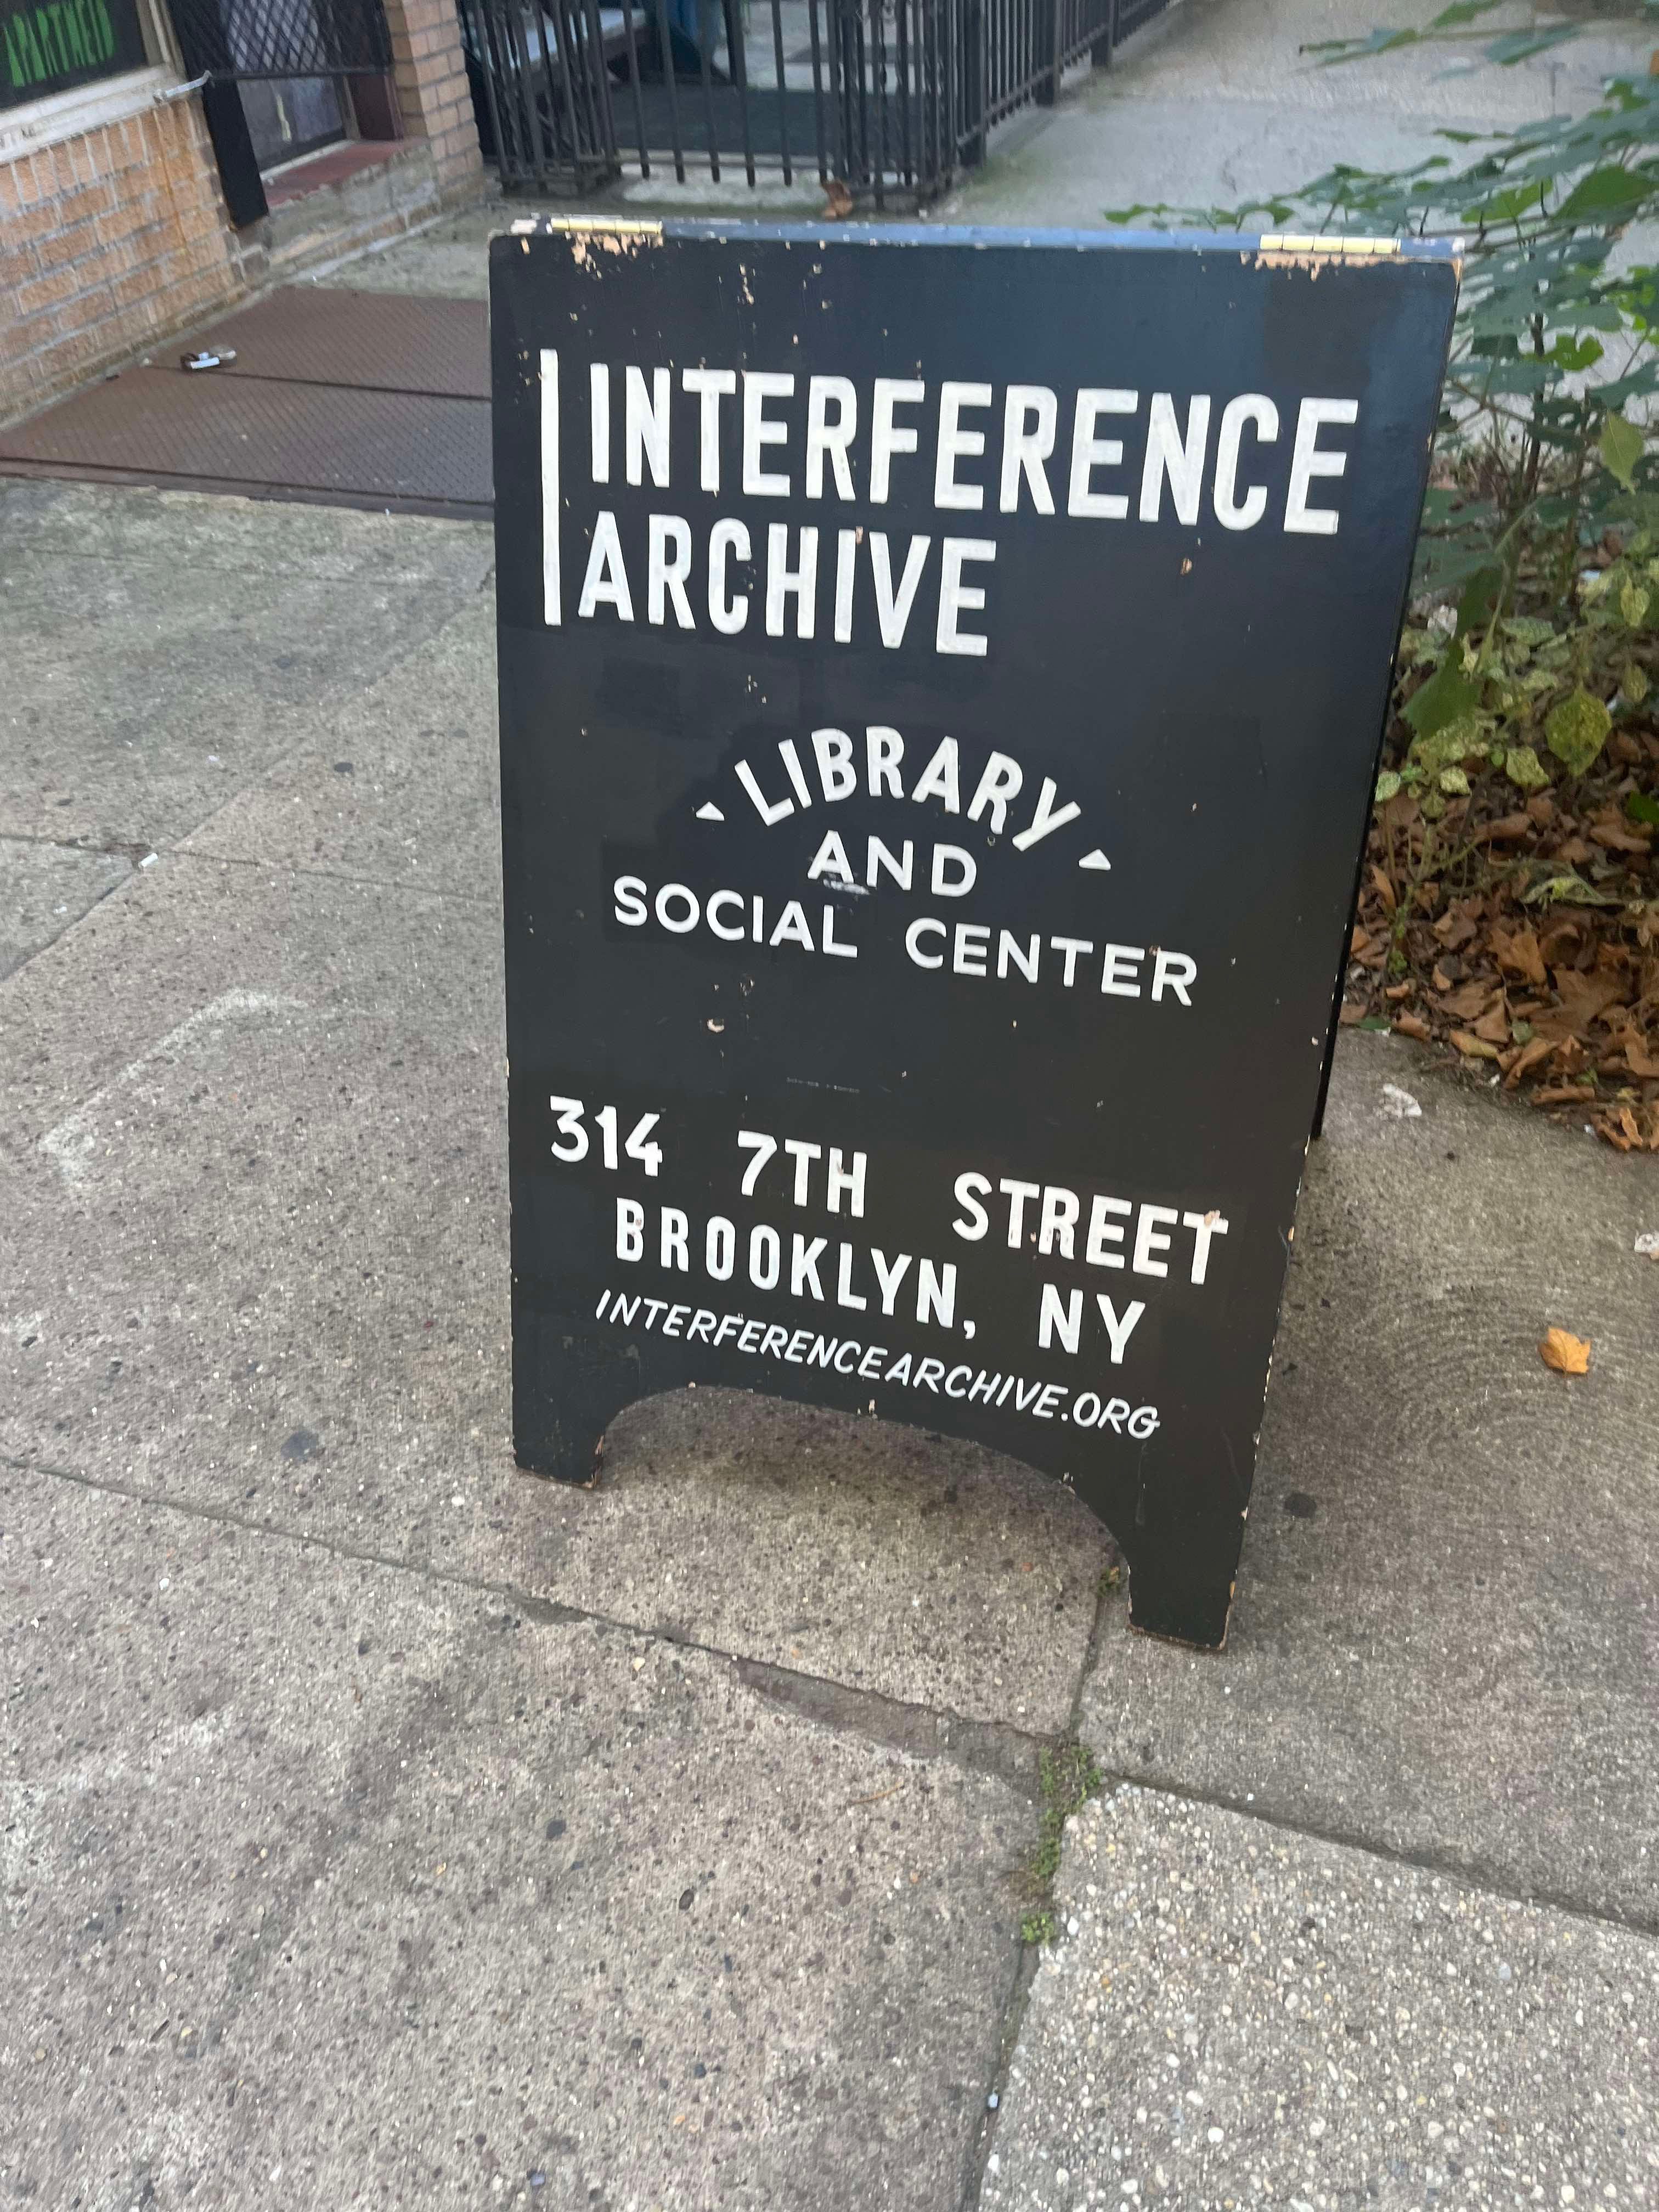 INTERFERENCE
ARCHIVE
LIBRARY
AND
SOCIAL CENTER
314 7TH STREET
BROOKLYN, NY
INTERFERENCEARCHIVE.ORG